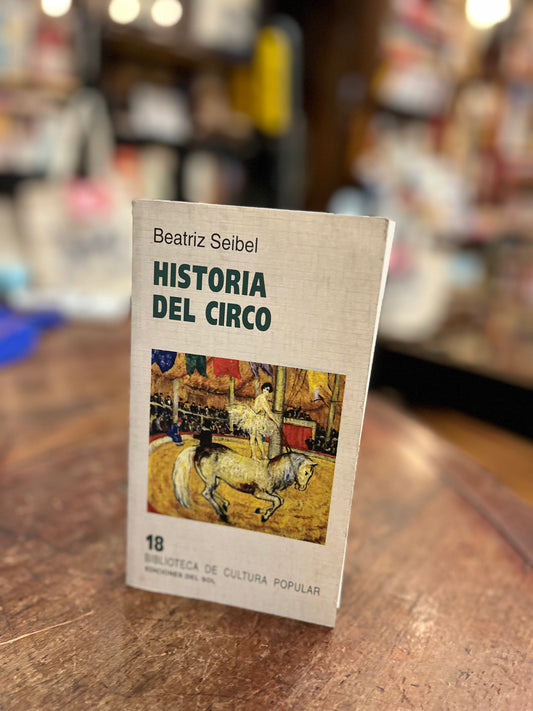 Beatriz Seibel
HISTORIA
DEL CIRCO
18
BIBLIOTECA DE CULTURA POPULAR
EDICIONES DEL SOL